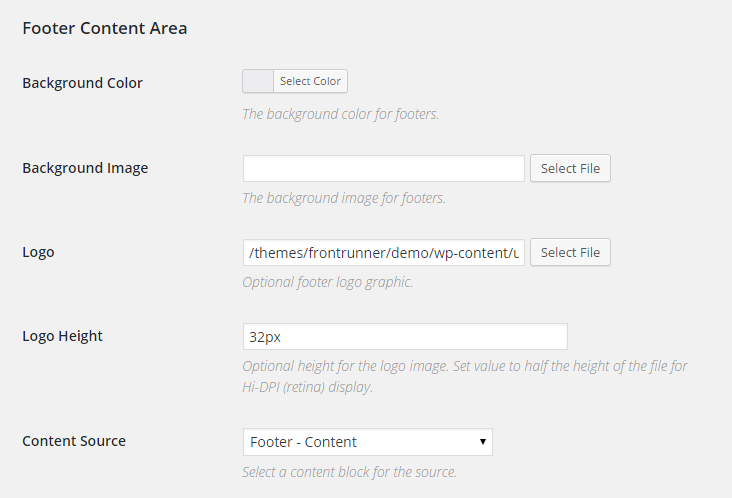 Footer Content Area
Background Color
Select Color
The background color for footers.
Background Image
Select File
The background image for footers.
Logo
/themes/frontrunner/demo/wp-content/u
Select File
Optional footer logo graphic.
Logo Height
32px
Optional height for the logo image. Set value to half the height of the file for
Hi-DPI (retina) display.
Content Source
Footer - Content
Select a content block for the source.